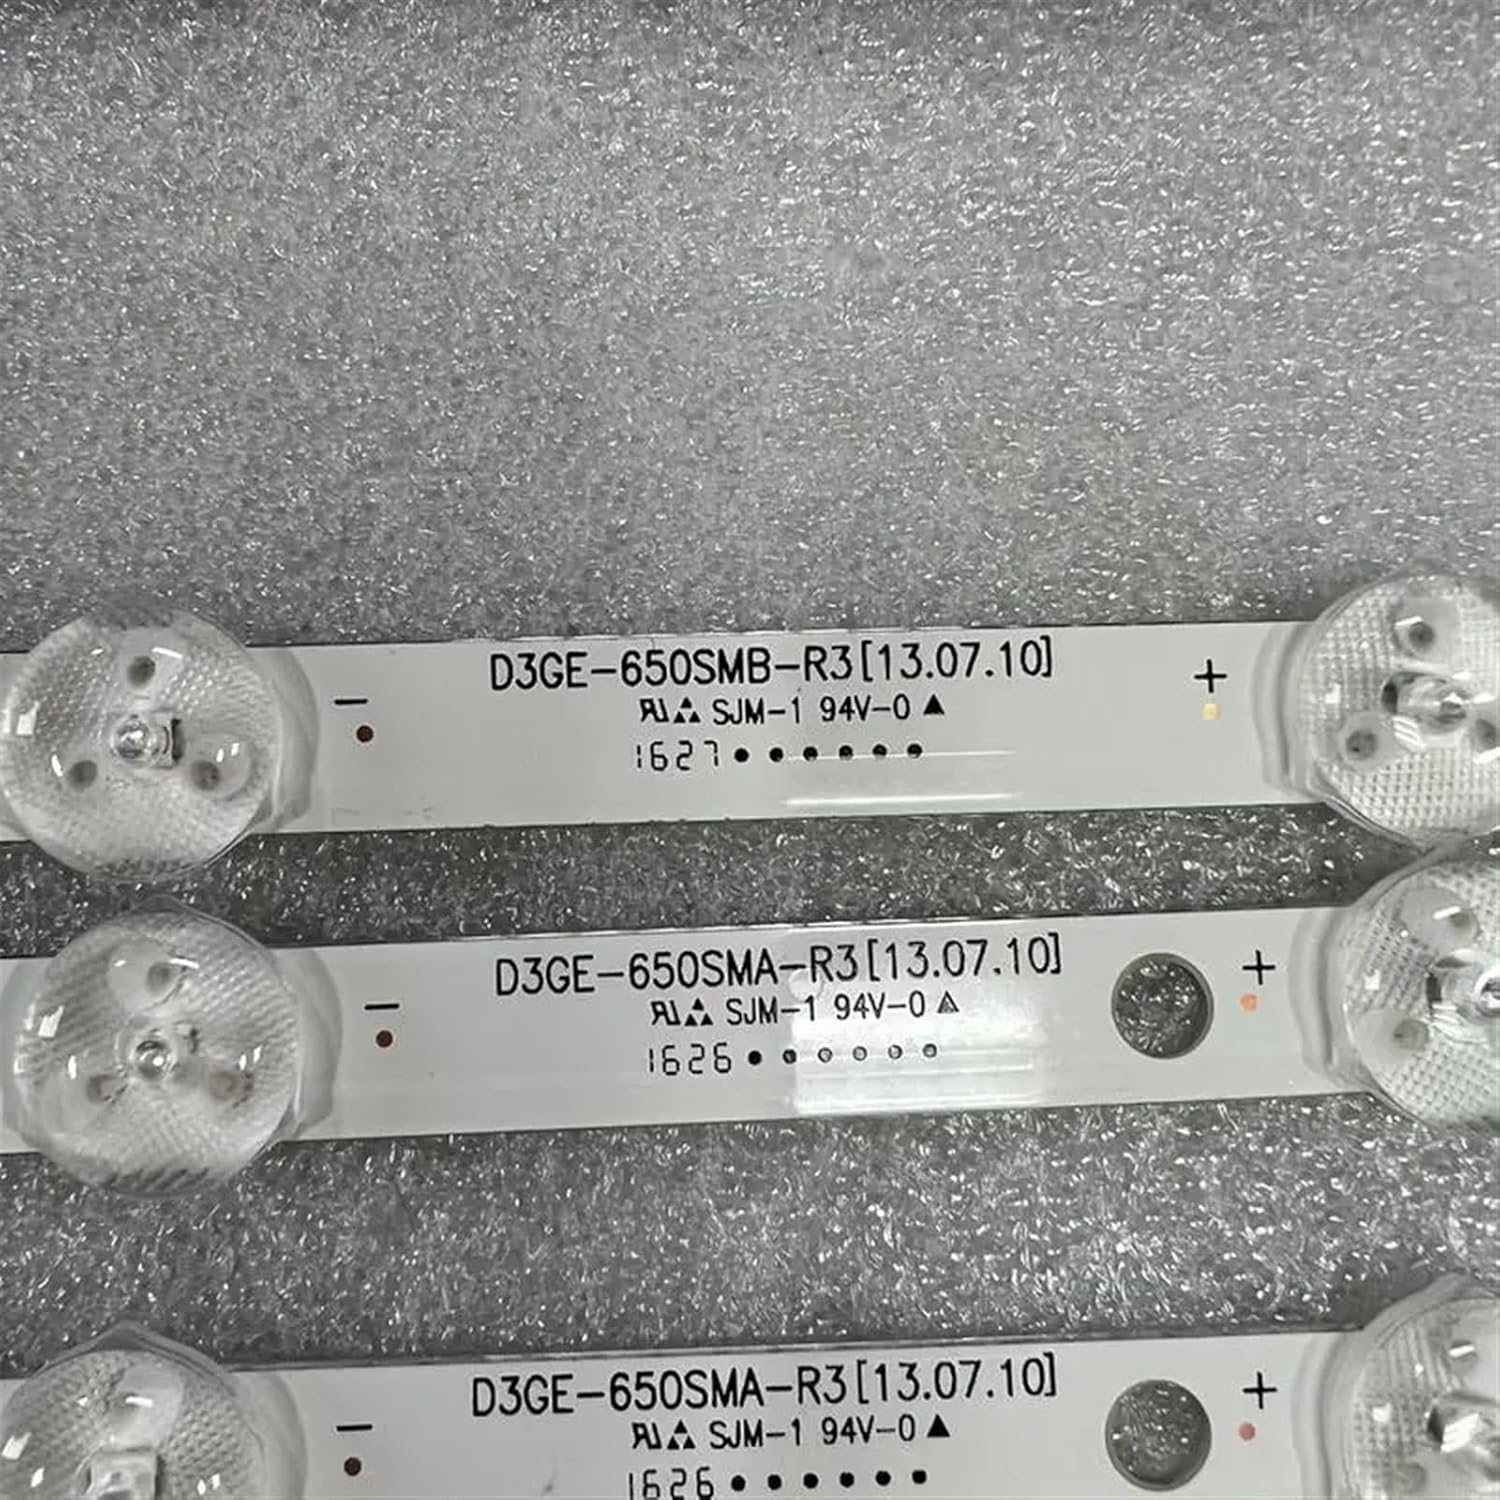 D3GE-650SMB-R3[13.07.10]
SJM-1 94V-0
1627
D3GE-650SMA-R3[13.07.10]
SJM-1 94V-0
1626
D3GE-650SMA-R3[13.07.10]
SJM-1 94V-0
1626